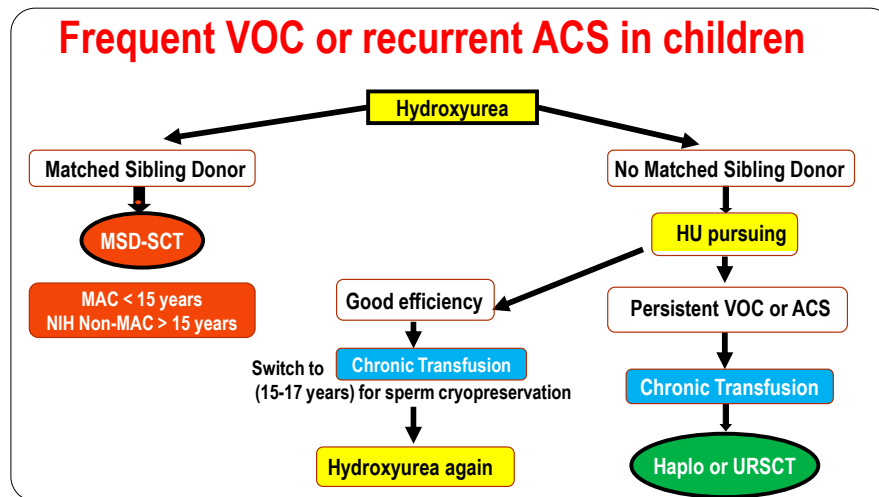 Frequent VOC or recurrent ACS in children
Hydroxyurea
Matched Sibling Donor
No Matched Sibling Donor
MSD-SCT
HU pursuing
MAC < 15 years
NIH Non-MAC > 15 years
Good efficiency
Persistent VOC or ACS
Switch to Chronic Transfusion
(15-17 years) for sperm cryopreservation
Chronic Transfusion
Hydroxyurea again
Haplo or URSCT